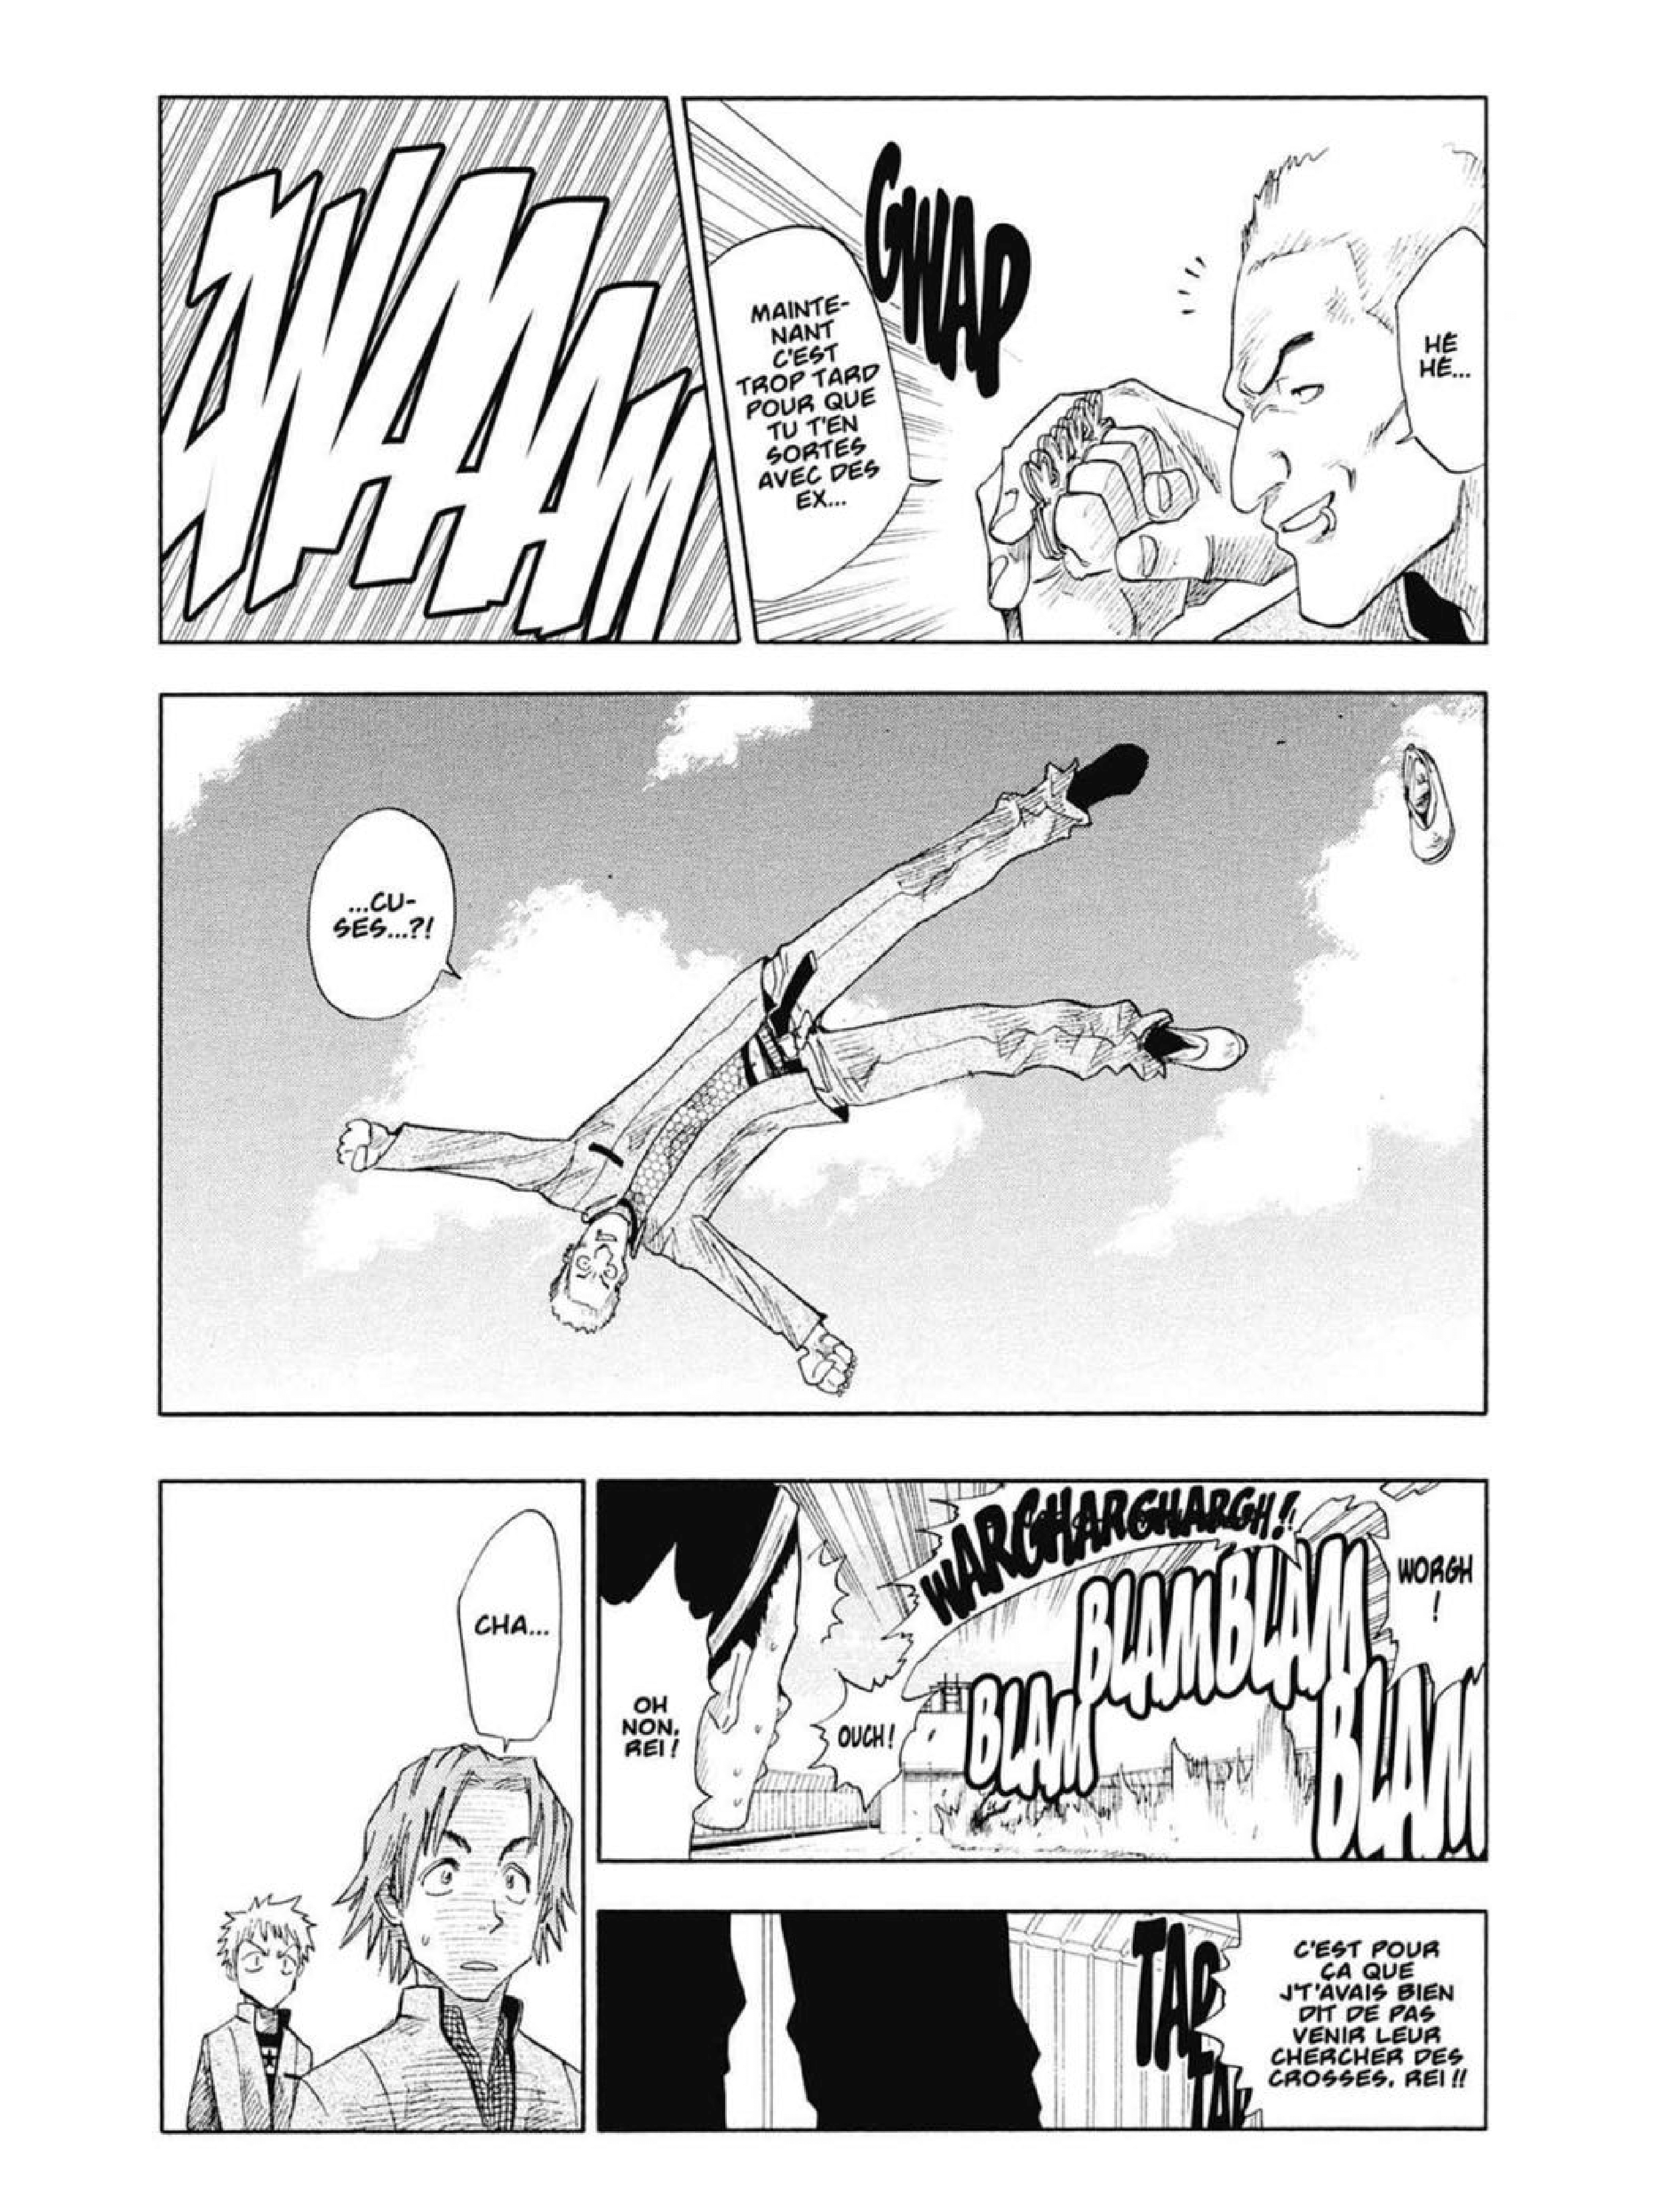 HÉ
HÉ...
GWAP
MAINTE-
NANT
C'EST
TROP TARD
POUR QUE
TU T'EN
SORTES
AVEC DES
EX...
...CU-
SES...?!
WORGH
!
WARGHARGHARGH!!
BLAM
BLAM
BLAM
BLAM
OUCH!
OH
NON,
REI!
C'EST POUR
ÇA QUE
J'T'AVAIS BIEN
DIT DE PAS
VENIR LEUR
CHERCHER DES
CROSSES, REI!!
TAP
TAP
CHA...